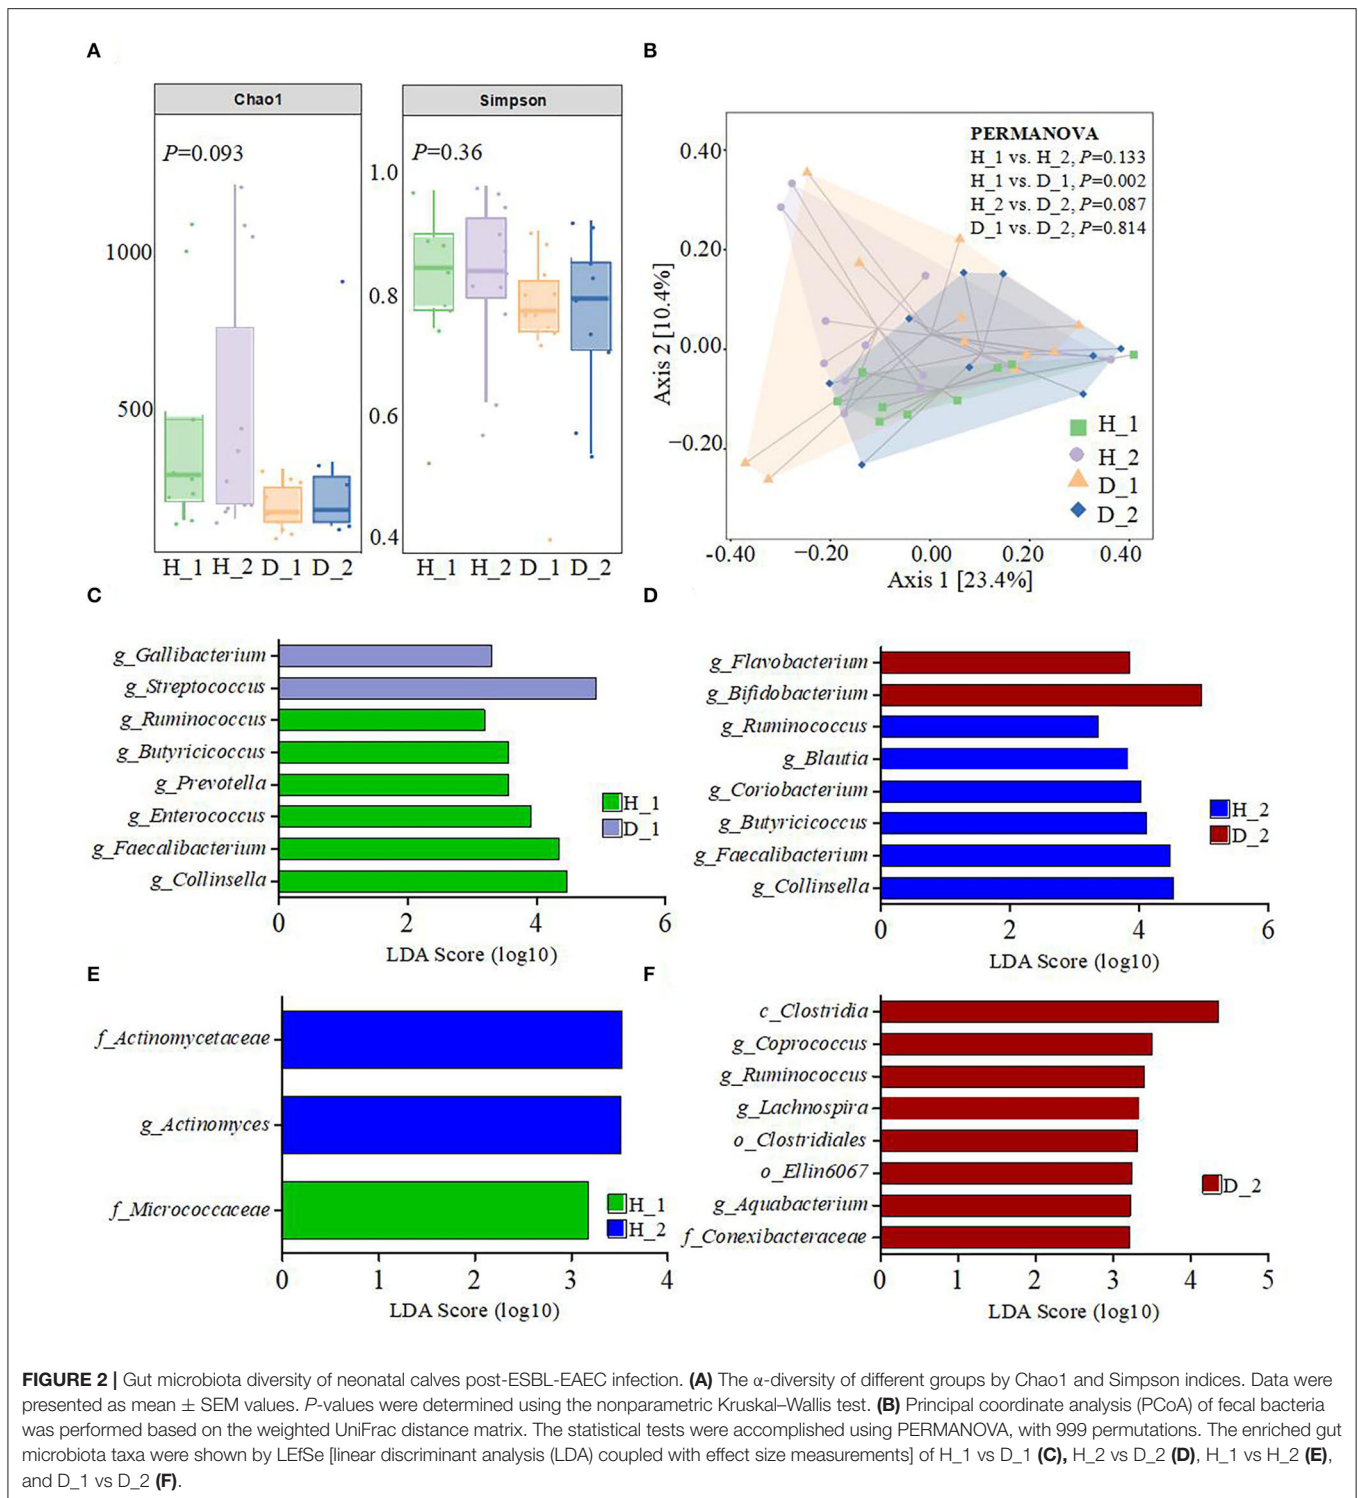 A
Chao1
Simpson
P=0.093
P=0.36
1000
500
1.0
0.8
0.6
0.4
H_1 H_2 D_1 D_2
H_1 H_2 D_1 D_2
B
PERMANOVA
H_1 vs. H_2, P=0.133
H_1 vs. D_1, P=0.002
H_2 vs. D_2, P=0.087
D_1 vs. D_2, P=0.814
0.40
0.20
0.00
−0.20
Axis 2 [10.4%]
H_1
H_2
D_1
D_2
-0.40 −0.20 0.00 0.20 0.40
Axis 1 [23.4%]
C
g_Gallibacterium
g_Streptococcus
g_Ruminococcus
g_Butyricicoccus
g_Prevotella
g_Enterococcus
g_Faecalibacterium
g_Collinsella
H_1
D_1
0 2 4 6
LDA Score (log10)
D
g_Flavobacterium
g_Bifidobacterium
g_Ruminococcus
g_Blautia
g_Coriobacterium
g_Butyricicoccus
g_Faecalibacterium
g_Collinsella
H_2
D_2
0 2 4 6
LDA Score (log10)
E
f_Actinomycetaceae
g_Actinomyces
f_Micrococcaceae
H_1
H_2
0 1 2 3 4
LDA Score (log10)
F
c_Clostridia
g_Coprococcus
g_Ruminococcus
g_Lachnospira
o_Clostridiales
o_Ellin6067
g_Aquabacterium
f_Conexibacteraceae
D_2
0 1 2 3 4 5
LDA Score (log10)
FIGURE 2 | Gut microbiota diversity of neonatal calves post-ESBL-EAEC infection. (A) The α-diversity of different groups by Chao1 and Simpson indices. Data were
presented as mean ± SEM values. P-values were determined using the nonparametric Kruskal–Wallis test. (B) Principal coordinate analysis (PCoA) of fecal bacteria
was performed based on the weighted UniFrac distance matrix. The statistical tests were accomplished using PERMANOVA, with 999 permutations. The enriched gut
microbiota taxa were shown by LEfSe [linear discriminant analysis (LDA) coupled with effect size measurements] of H_1 vs D_1 (C), H_2 vs D_2 (D), H_1 vs H_2 (E),
and D_1 vs D_2 (F).